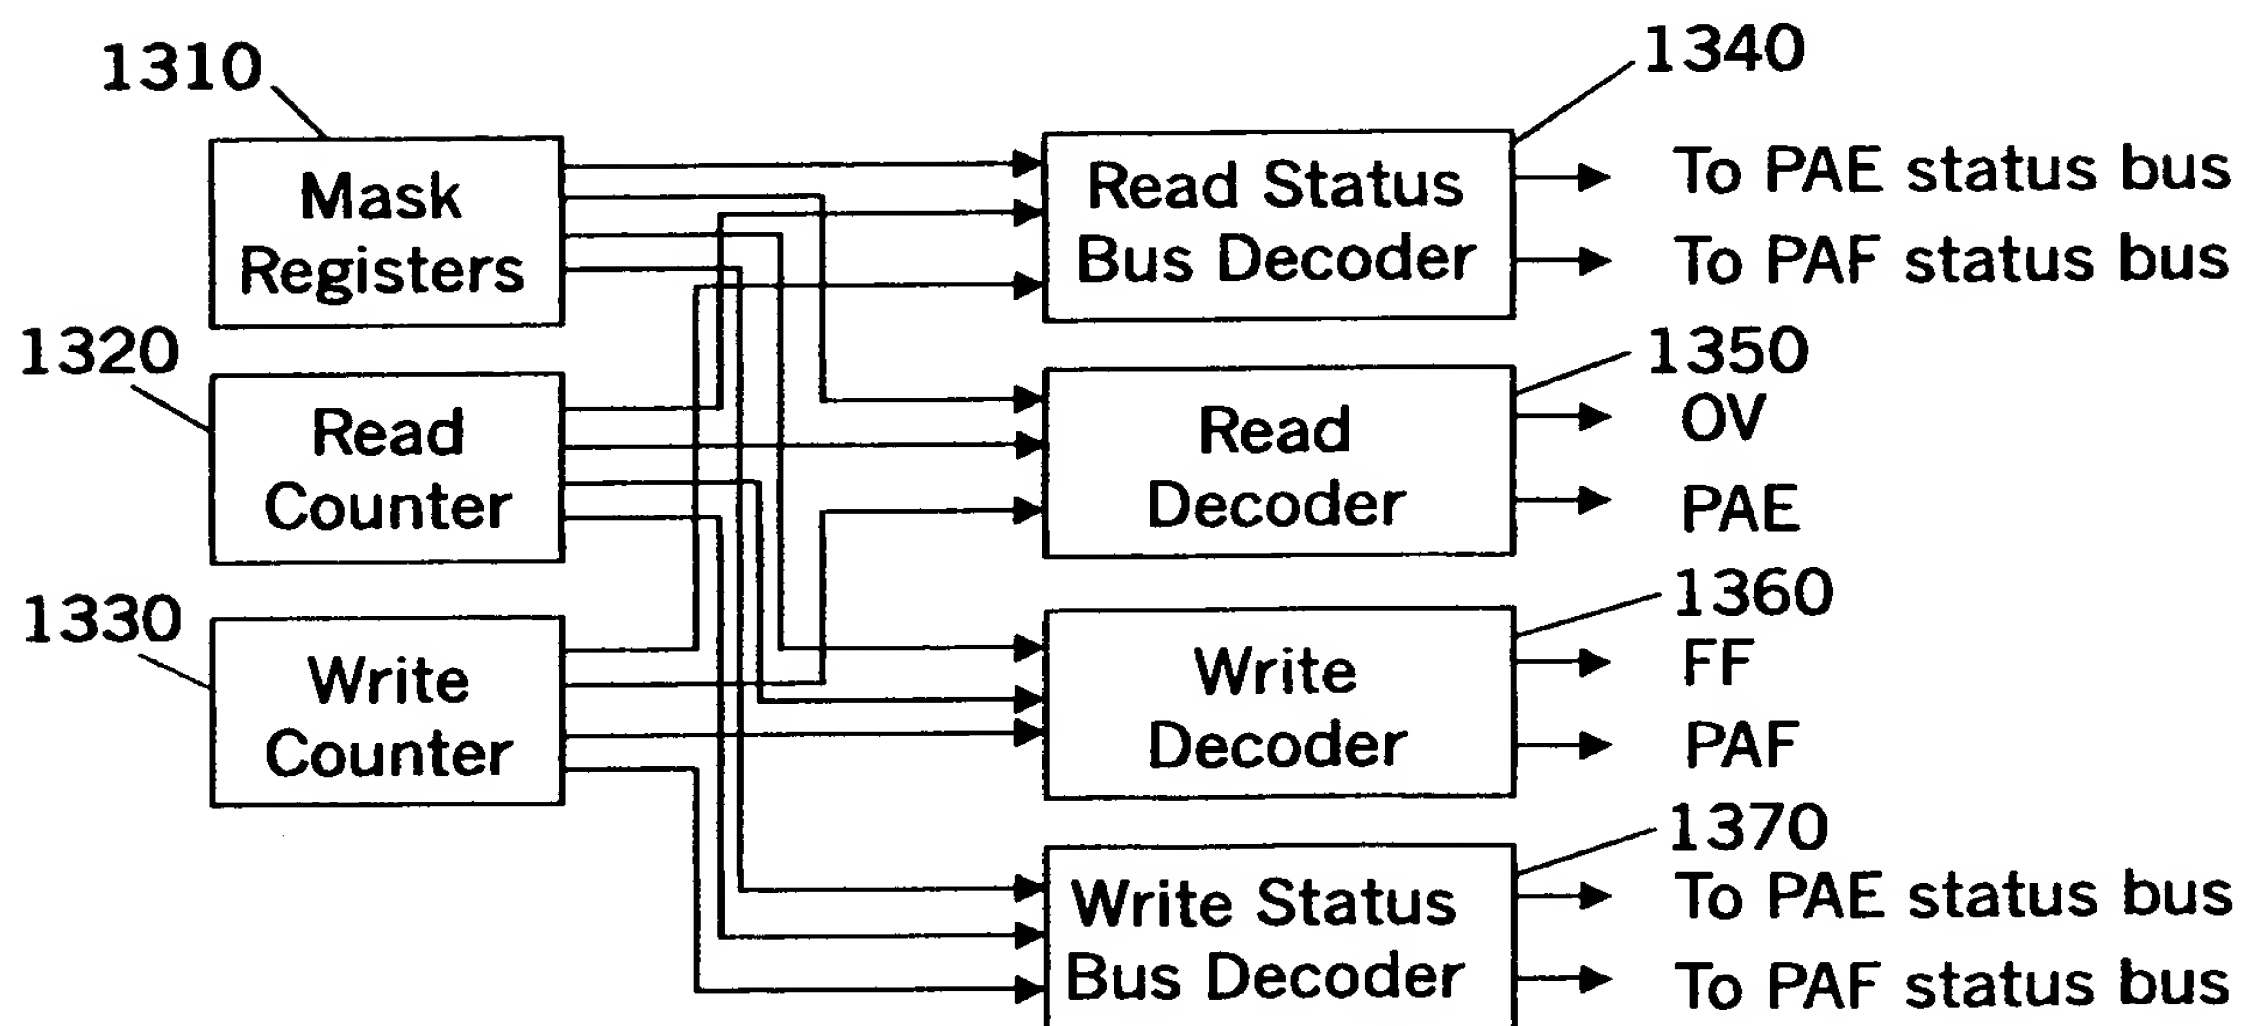 1310
Mask
Registers
1320
Read
Counter
1330
Write
Counter
1340
Read Status
Bus Decoder
To PAE status bus
To PAF status bus
1350
Read
Decoder
OV
PAE
1360
Write
Decoder
FF
PAF
1370
Write Status
Bus Decoder
To PAE status bus
To PAF status bus